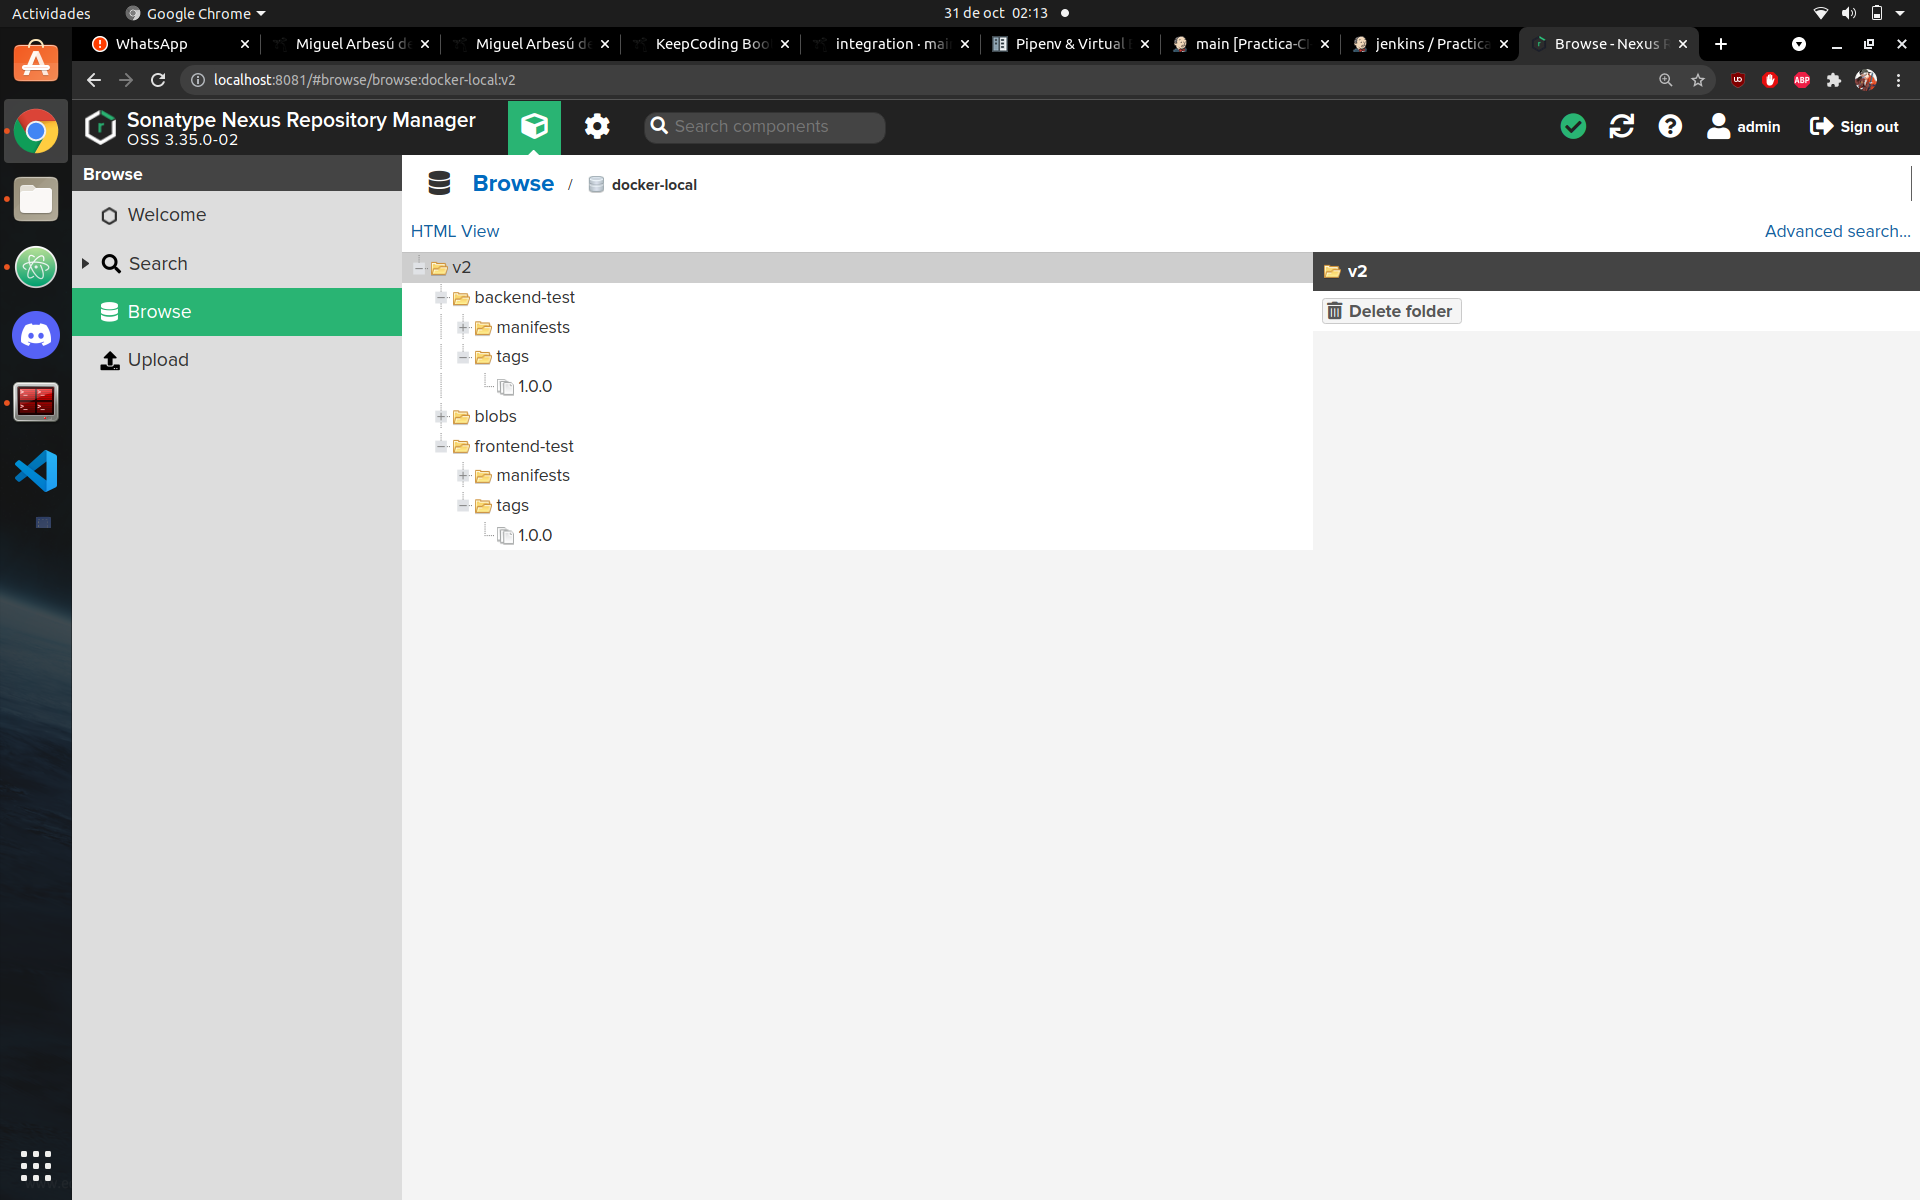 Actividades
Google Chrome
31 de oct 02:13
WhatsApp
Miguel Arbesú de
Miguel Arbesú de
KeepCoding Boo
integration · mai
Pipenv & Virtual
main [Practica-CI
jenkins / Practica
Browse - Nexus R
localhost:8081/#browse/browse:docker-local:v2
Sonatype Nexus Repository Manager
OSS 3.35.0-02
Search components
admin
Sign out
Browse
Welcome
Search
Browse
Upload
Browse / docker-local
HTML View
Advanced search...
v2
backend-test
manifests
tags
1.0.0
blobs
frontend-test
manifests
tags
1.0.0
v2
Delete folder